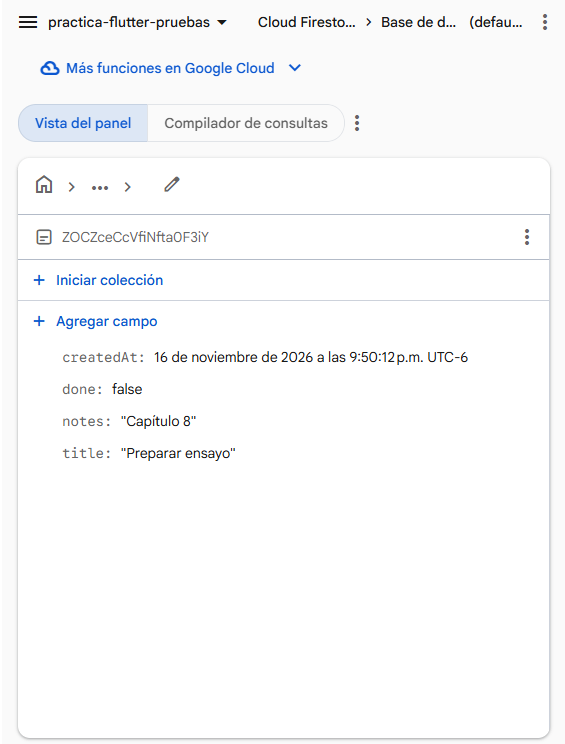 practica-flutter-pruebas Cloud Firesto... > Base de d... (defau...
Más funciones en Google Cloud
Vista del panel Compilador de consultas
ZOCZceCcVfiNfta0F3iY
+ Iniciar colección
+ Agregar campo
createdAt: 16 de noviembre de 2026 a las 9:50:12 p.m. UTC-6
done: false
notes: "Capítulo 8"
title: "Preparar ensayo"